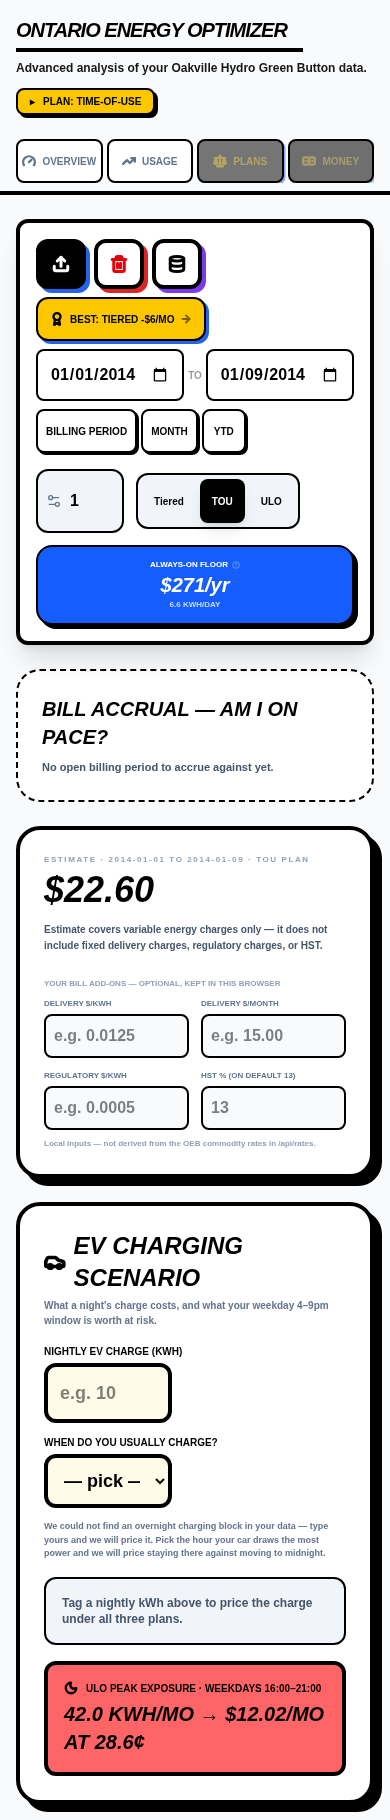 ONTARIO ENERGY OPTIMIZER
Advanced analysis of your Oakville Hydro Green Button data.
▸ PLAN: TIME-OF-USE
OVERVIEW
USAGE
PLANS
MONEY
BEST: TIERED -$6/MO →
01/01/2014
TO
01/09/2014
BILLING PERIOD
MONTH
YTD
1
Tiered
TOU
ULO
ALWAYS-ON FLOOR
$271/yr
6.6 KWH/DAY
BILL ACCRUAL — AM I ON
PACE?
No open billing period to accrue against yet.
ESTIMATE · 2014-01-01 TO 2014-01-09 · TOU PLAN
$22.60
Estimate covers variable energy charges only — it does not
include fixed delivery charges, regulatory charges, or HST.
YOUR BILL ADD-ONS — OPTIONAL, KEPT IN THIS BROWSER
DELIVERY $/KWH
DELIVERY $/MONTH
e.g. 0.0125
e.g. 15.00
REGULATORY $/KWH
HST % (ON DEFAULT 13)
e.g. 0.0005
13
Local inputs — not derived from the OEB commodity rates in /api/rates.
EV CHARGING
SCENARIO
What a night's charge costs, and what your weekday 4–9pm
window is worth at risk.
NIGHTLY EV CHARGE (KWH)
e.g. 10
WHEN DO YOU USUALLY CHARGE?
— pick —
We could not find an overnight charging block in your data — type
yours and we will price it. Pick the hour your car draws the most
power and we will price staying there against moving to midnight.
Tag a nightly kWh above to price the charge
under all three plans.
ULO PEAK EXPOSURE · WEEKDAYS 16:00–21:00
42.0 KWH/MO → $12.02/MO
AT 28.6¢